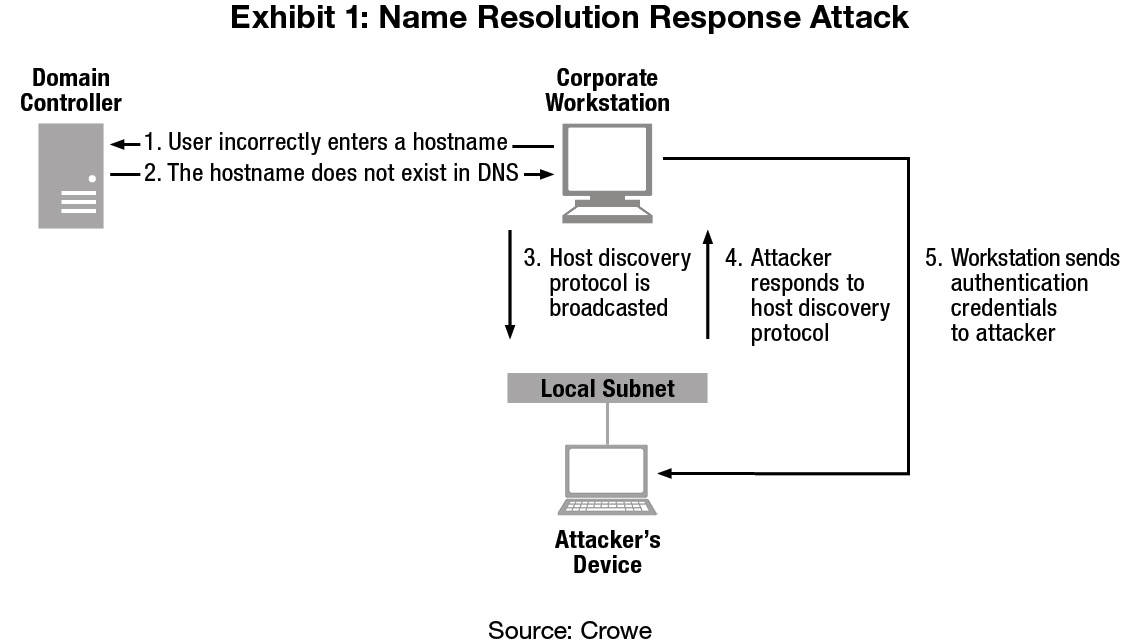 Exhibit 1: Name Resolution Response Attack
Domain
Controller
Corporate
Workstation
1. User incorrectly enters a hostname
2. The hostname does not exist in DNS
3. Host discovery
protocol is
broadcasted
4. Attacker
responds to
host discovery
protocol
5. Workstation sends
authentication
credentials
to attacker
Local Subnet
Attacker’s
Device
Source: Crowe